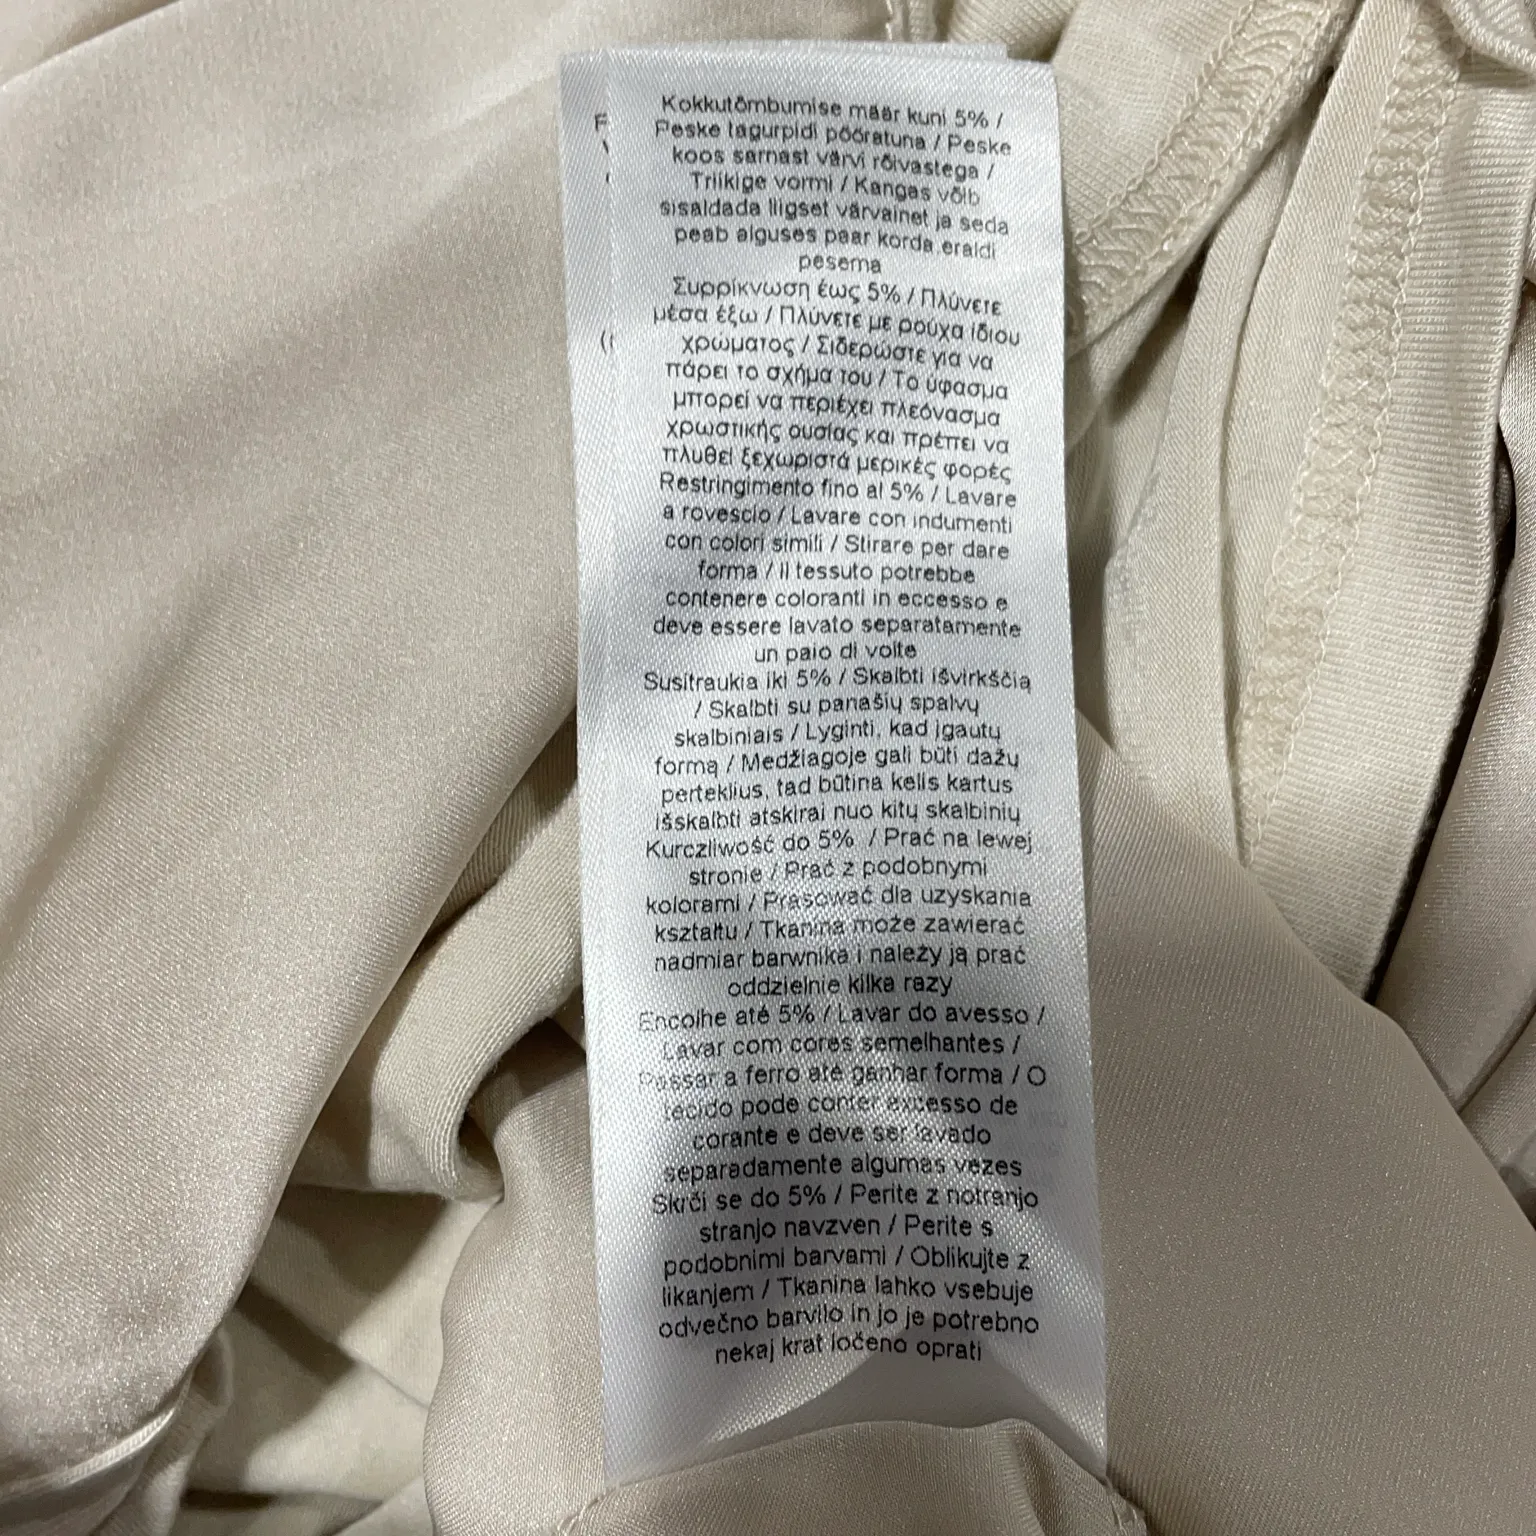 Kokkutõmbumise määr kuni 5% /
Peske tagurpidi pööratuna / Peske
koos sarnast värvi rõivastega /
Triikige vormi / Kangas võib
sisaldada liigset värvainet ja seda
peab alguses paar korda eraldi
pesema
Συρρίκνωση έως 5% / Πλύνετε
μέσα έξω / Πλύνετε με ρούχα ίδιου
χρώματος / Σιδερώστε για να
πάρει το σχήμα του / Το ύφασμα
μπορεί να περιέχει πλεόνασμα
χρωστικής ουσίας και πρέπει να
πλυθεί ξεχωριστά μερικές φορές
Restringimento fino al 5% / Lavare
a rovescio / Lavare con indumenti
con colori simili / Stirare per dare
forma / il tessuto potrebbe
contenere coloranti in eccesso e
deve essere lavato separatamente
un paio di volte
Susitraukia iki 5% / Skalbti išvirkščią
/ Skalbti su panašių spalvų
skalbiniais / Lyginti, kad įgautų
formą / Medžiagoje gali būti dažų
perteklius, tad būtina kelis kartus
išskalbti atskirai nuo kitų skalbinių
Kurczliwość do 5% / Prać na lewej
stronie / Prać z podobnymi
kolorami / Prasować dla uzyskania
kształtu / Tkanina może zawierać
nadmiar barwnika i należy ją prać
oddzielnie kilka razy
Encolhe até 5% / Lavar do avesso /
Lavar com cores semelhantes /
Passar a ferro até ganhar forma / O
tecido pode conter excesso de
corante e deve ser lavado
separadamente algumas vezes
Skrči se do 5% / Perite z notranjo
stranjo navzven / Perite s
podobnimi barvami / Oblikujte z
likanjem / Tkanina lahko vsebuje
odvečno barvilo in jo je potrebno
nekaj krat ločeno oprati